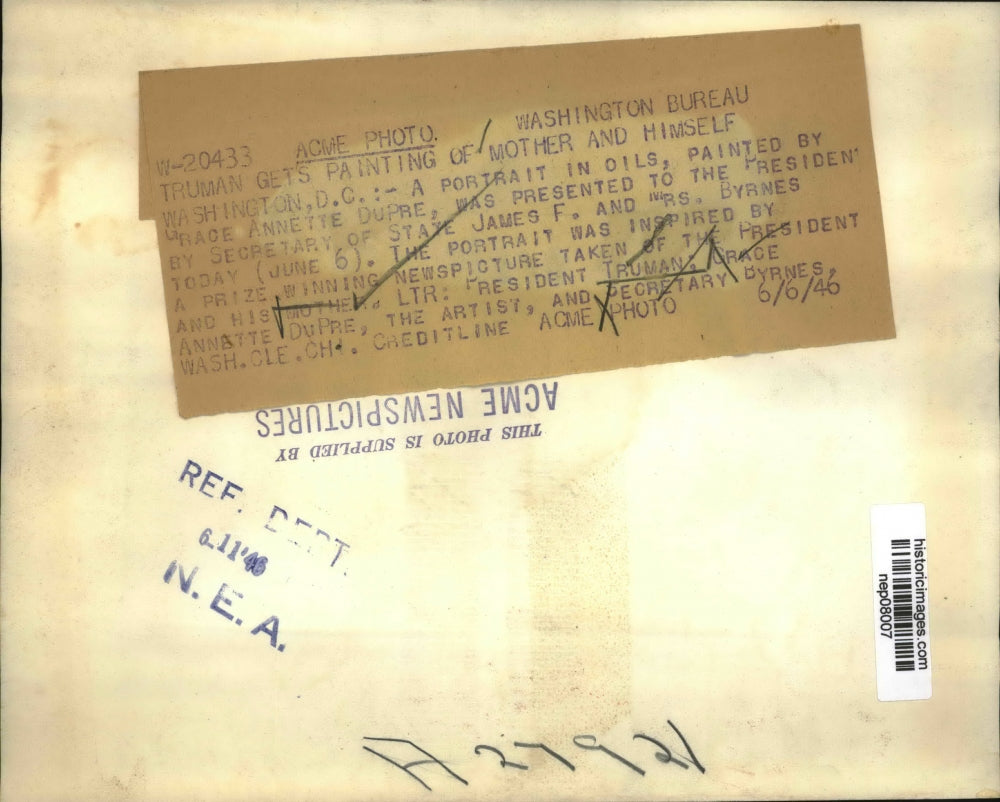 W-20433 ACME PHOTO. WASHINGTON BUREAU
TRUMAN GETS PAINTING OF MOTHER AND HIMSELF
WASHINGTON, D.C.:- A PORTRAIT IN OILS, PAINTED BY
GRACE ANNETTE DUPRE, WAS PRESENTED TO THE PRESIDENT
BY SECRETARY OF STATE JAMES F. AND MRS. BYRNES
TODAY (JUNE 6). THE PORTRAIT WAS INSPIRED BY
A PRIZE WINNING NEWSPICTURE TAKEN OF THE PRESIDENT
AND HIS MOTHER. LTR: PRESIDENT TRUMAN, GRACE
ANNETTE DUPRE, THE ARTIST, AND SECRETARY BYRNES.
WASH.CLE.CHI. CREDITLINE ACME PHOTO 6/6/46
THIS PHOTO IS SUPPLIED BY
ACME NEWSPICTURES
REF. DEPT.
6.11'46
N.E.A.
historicimages.com
nep08007